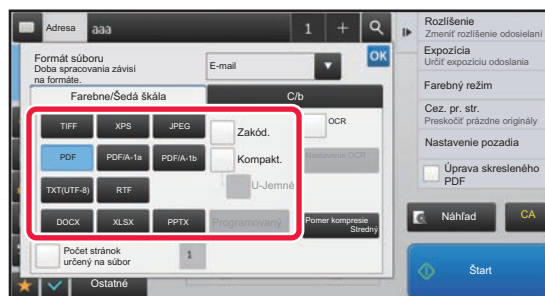 Adresa aaa 1 +
Formát súboru
Doba spracovania závisí
na formáte.
E-mail
OK
Farebne/Šedá škála
C/b
TIFF XPS JPEG Zakód. OCR
PDF PDF/A-1a PDF/A-1b Kompakt. Nastavenie OCR
TXT(UTF-8) RTF U-Jemné
DOCX XLSX PPTX Programovaný Pomer kompresie
Stredný
Počet stránok
určený na súbor
1
Ostatné
Rozlíšenie
Zmeniť rozlíšenie odosielaní
Expozícia
Určiť expozíciu odoslania
Farebný režim
Cez. pr. str.
Preskočiť prázdne originály
Nastavenie pozadia
Úprava skresleného
PDF
Náhľad CA
Štart